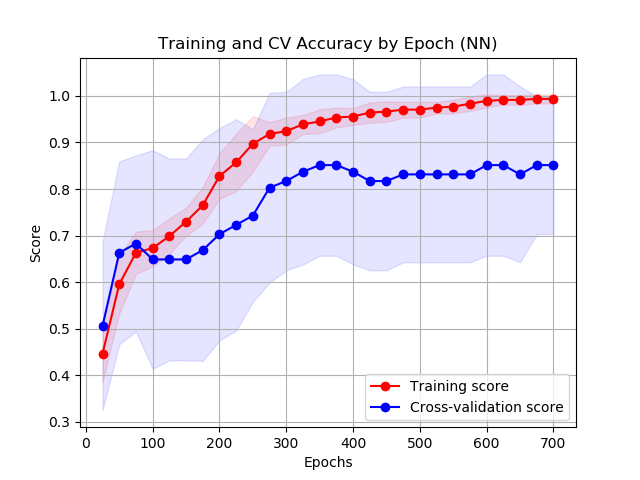 Training and CV Accuracy by Epoch (NN)
1.0
0.9
0.8
0.7
0.6
0.5
0.4
0.3
Score
Training score
Cross-validation score
0 100 200 300 400 500 600 700
Epochs